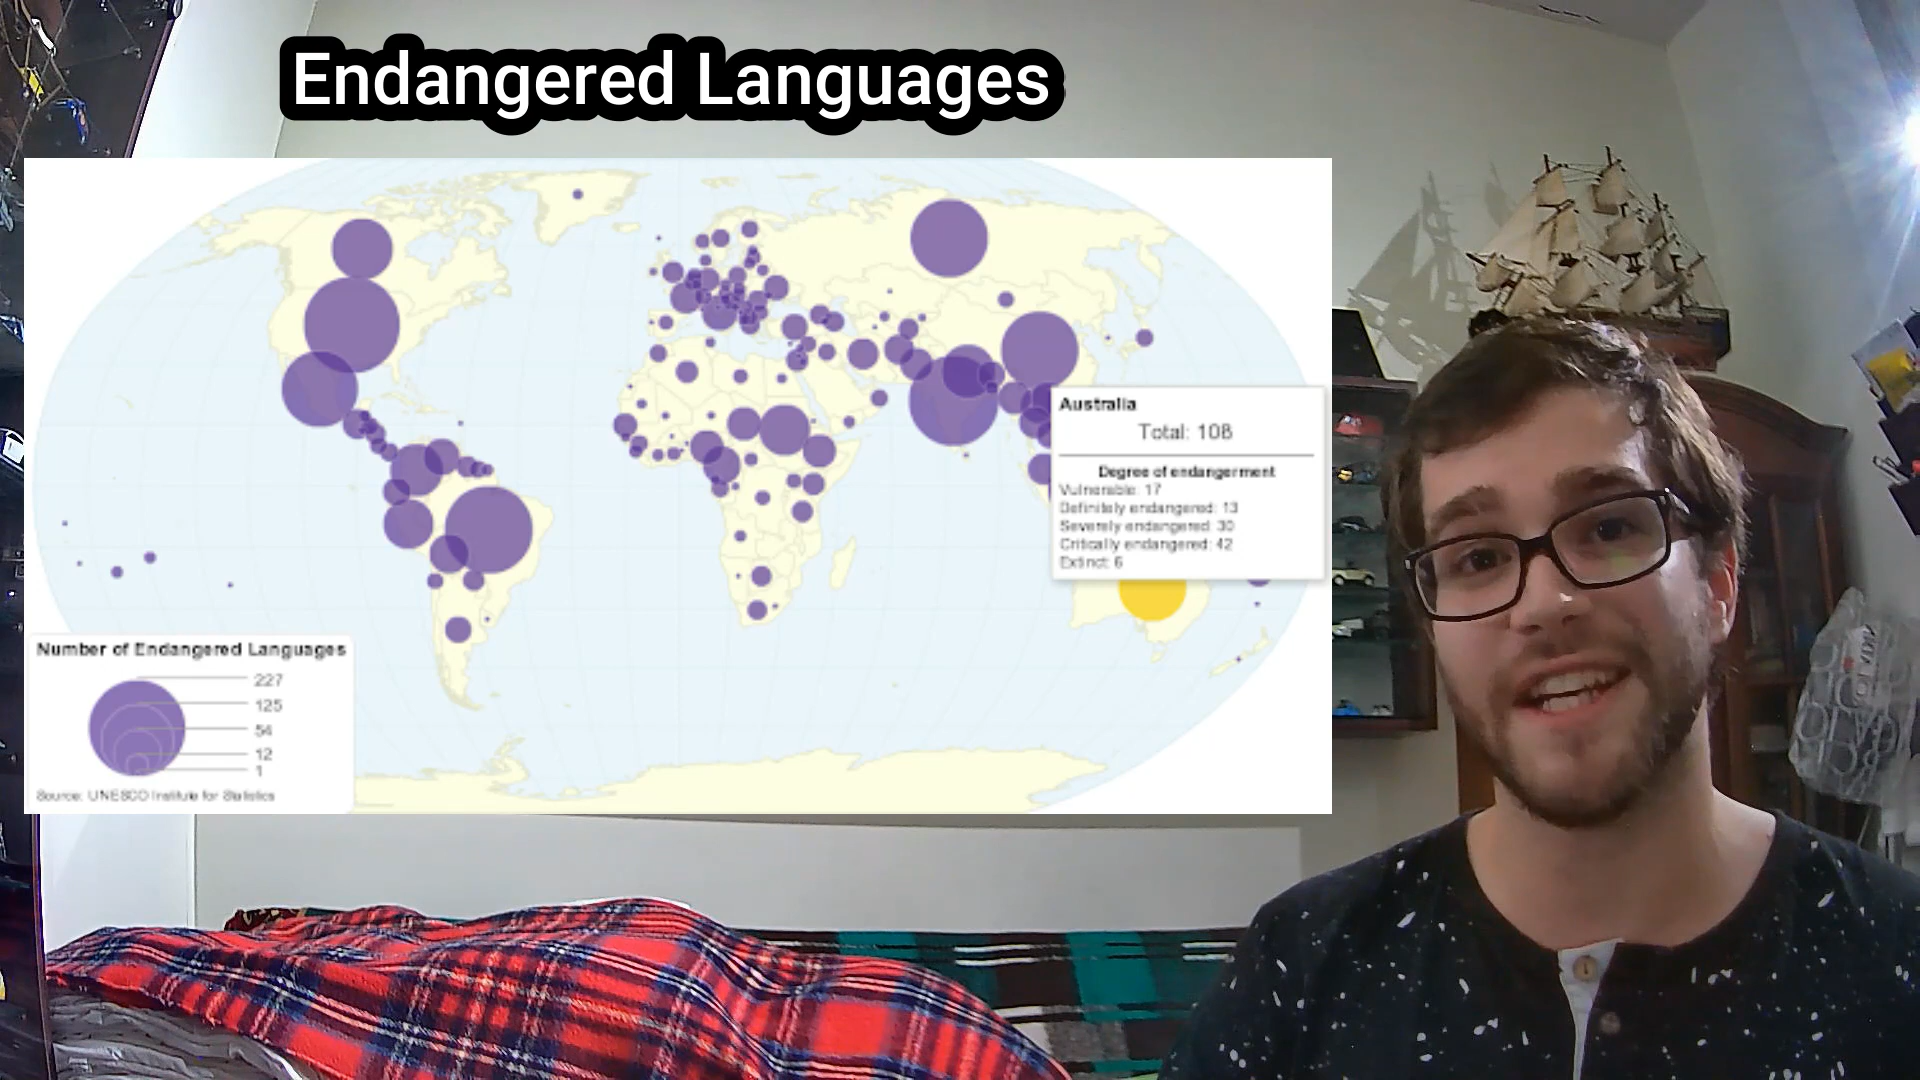 Endangered Languages
Australia
Total: 108
Degree of endangerment
Vulnerable: 17
Definitely endangered: 13
Severely endangered: 30
Critically endangered: 42
Extinct: 6
Number of Endangered Languages
227
125
54
12
1
Source: UNESCO Institute for Statistics